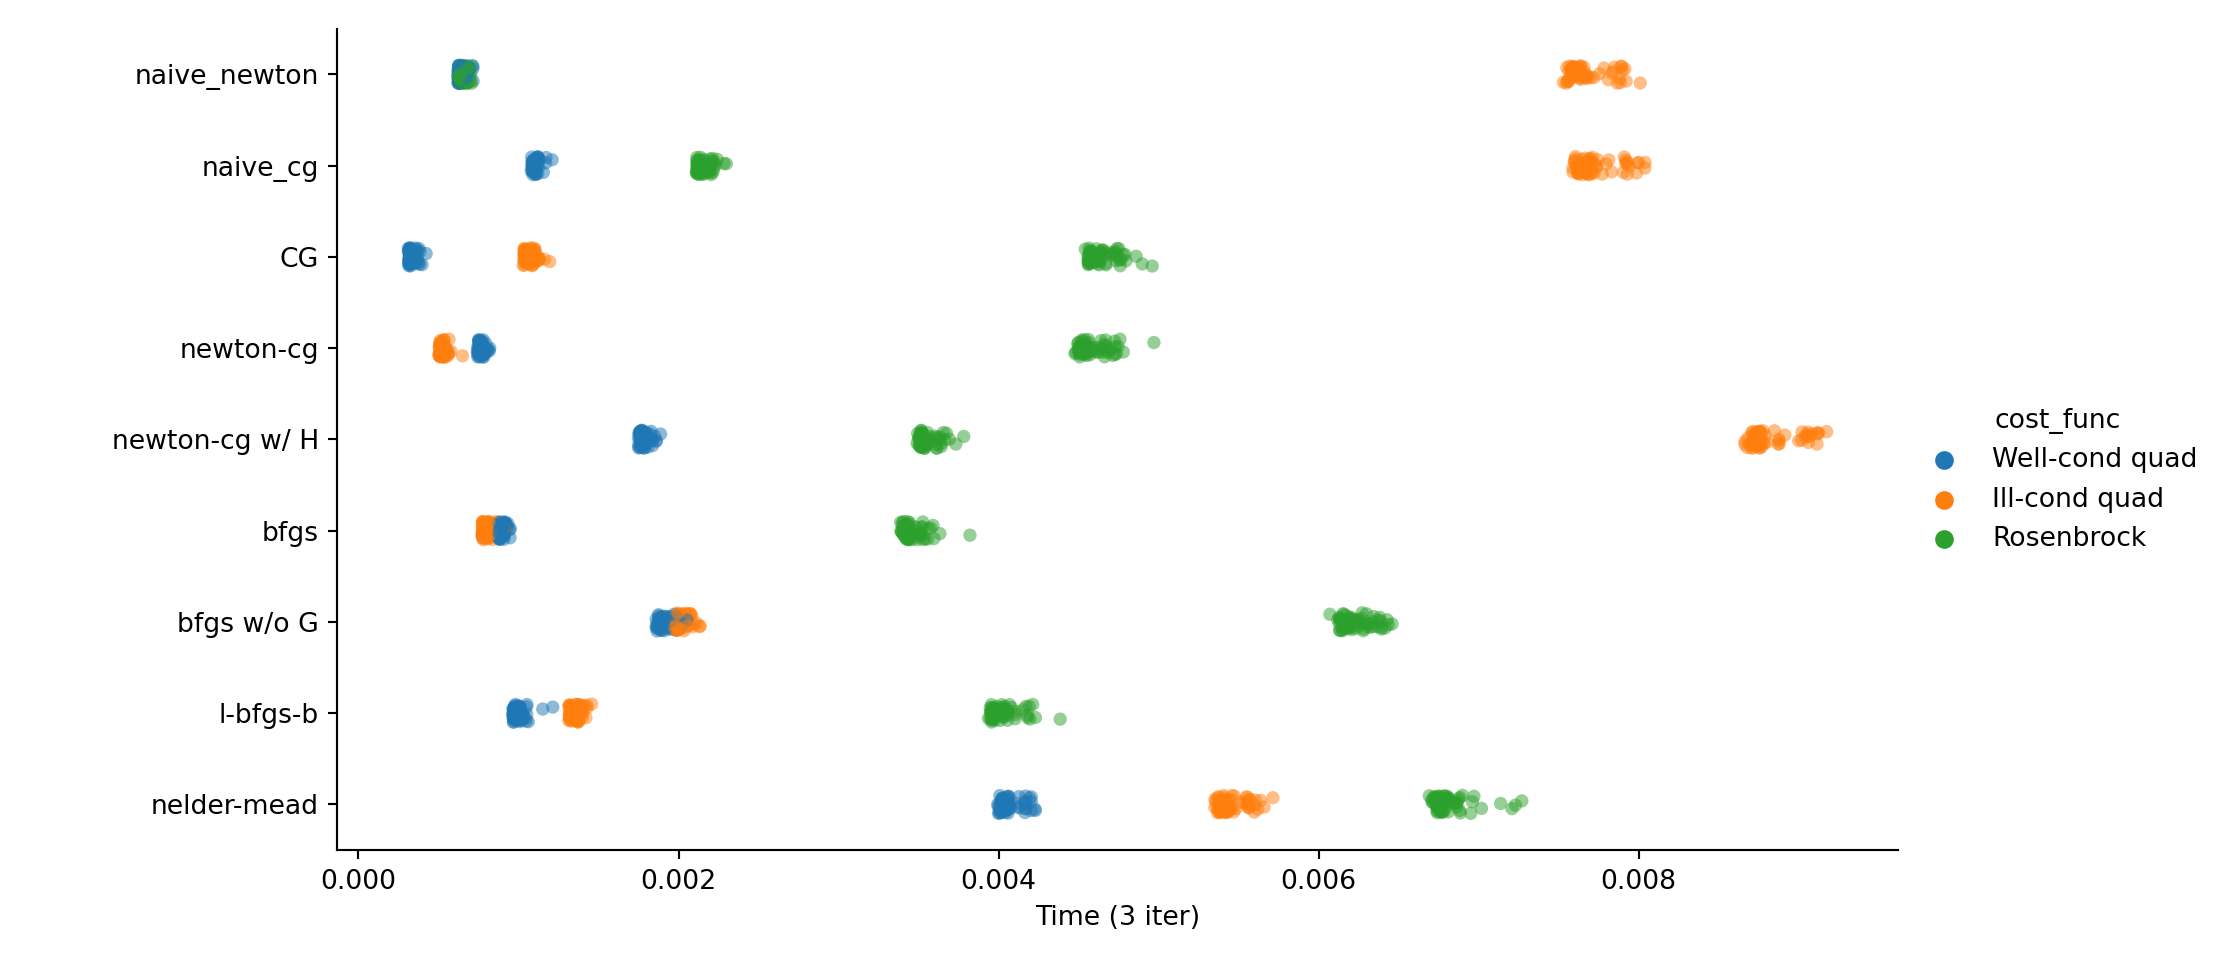 naive_newton
naive_cg
CG
newton-cg
newton-cg w/ H
bfgs
bfgs w/o G
l-bfgs-b
nelder-mead
0.000 0.002 0.004 0.006 0.008
Time (3 iter)
cost_func
Well-cond quad
Ill-cond quad
Rosenbrock